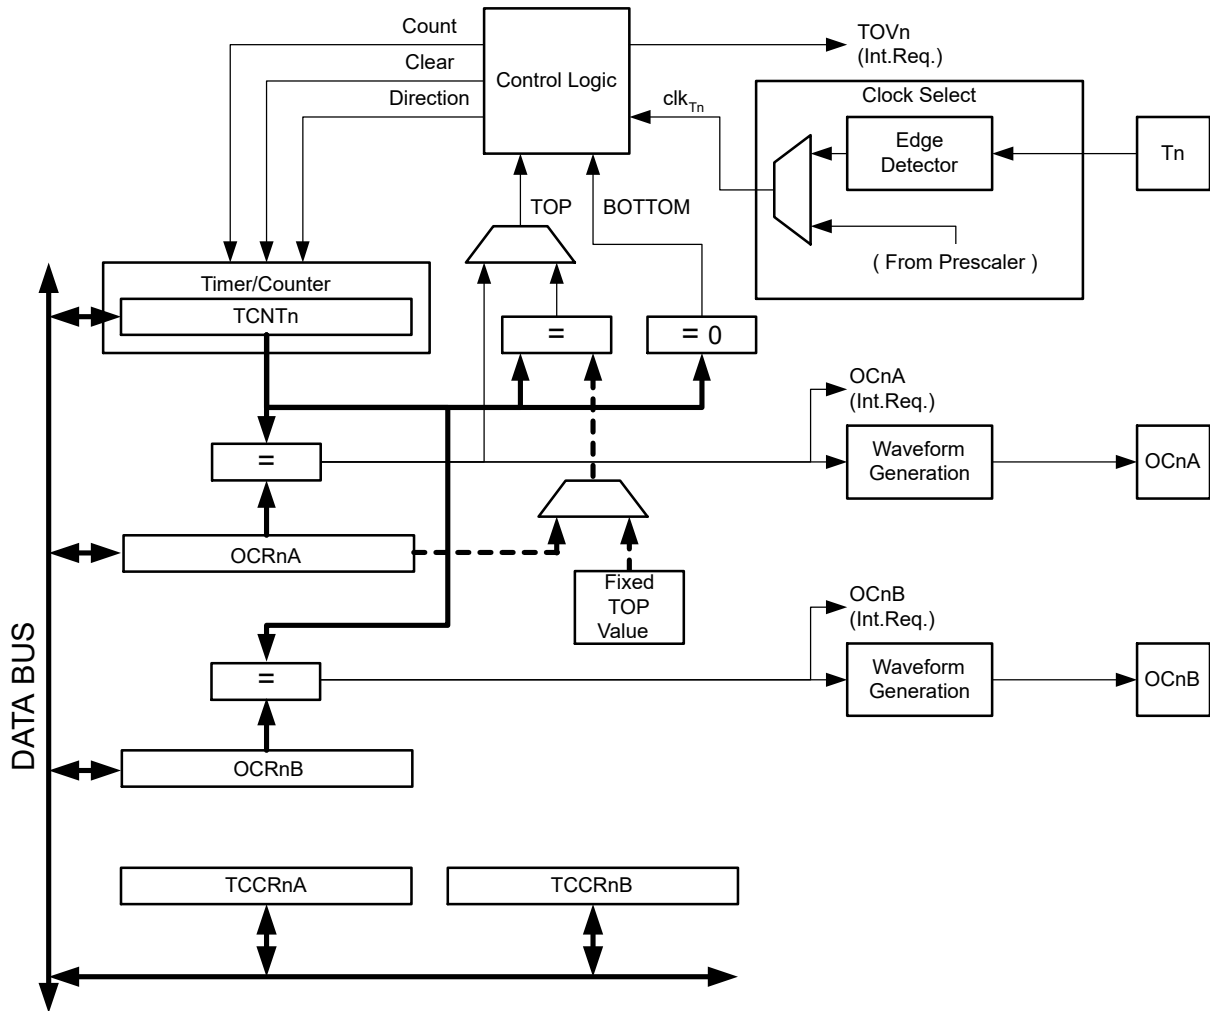 Count
Clear
Direction
Control Logic
TOVn
(Int.Req.)
clkTn
Clock Select
Edge
Detector
Tn
( From Prescaler )
TOP
BOTTOM
Timer/Counter
TCNTn
=
= 0
OCnA
(Int.Req.)
=
Waveform
Generation
OCnA
OCRnA
Fixed
TOP
Value
OCnB
(Int.Req.)
=
Waveform
Generation
OCnB
OCRnB
DATA BUS
TCCRnA
TCCRnB